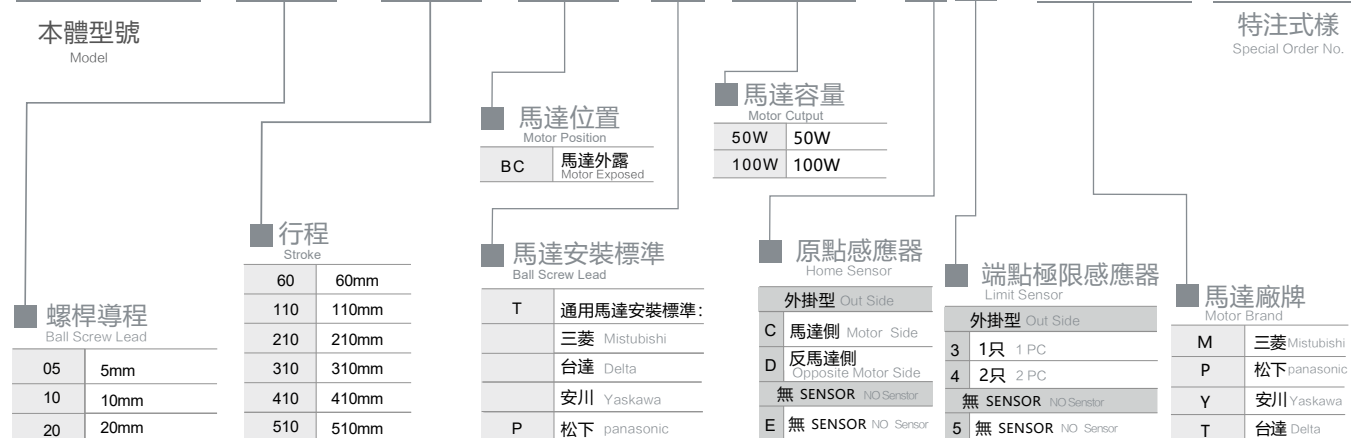 本體型號
Model
特注式樣
Special Order No.
馬達位置
Motor Position
BC 馬達外露
Motor Exposed
馬達容量
Motor Cutput
50W 50W
100W 100W
螺桿導程
Ball Screw Lead
05 5mm
10 10mm
20 20mm
行程
Stroke
60 60mm
110 110mm
210 210mm
310 310mm
410 410mm
510 510mm
馬達安裝標準
Ball Screw Lead
T 通用馬達安裝標準:
三菱 Mistubishi
台達 Delta
安川 Yaskawa
P 松下 panasonic
原點感應器
Home Sensor
外掛型 Out Side
C 馬達側 Motor Side
D 反馬達側
Opposite Motor Side
無 SENSOR NO Senstor
E 無 SENSOR NO Sensor
端點極限感應器
Limit Sensor
外掛型 Out Side
3 1只 1 PC
4 2只 2 PC
無 SENSOR NO Senstor
5 無 SENSOR NO Sensor
馬達廠牌
Motor Brand
M 三菱 Mistubishi
P 松下 panasonic
Y 安川 Yaskawa
T 台達 Delta